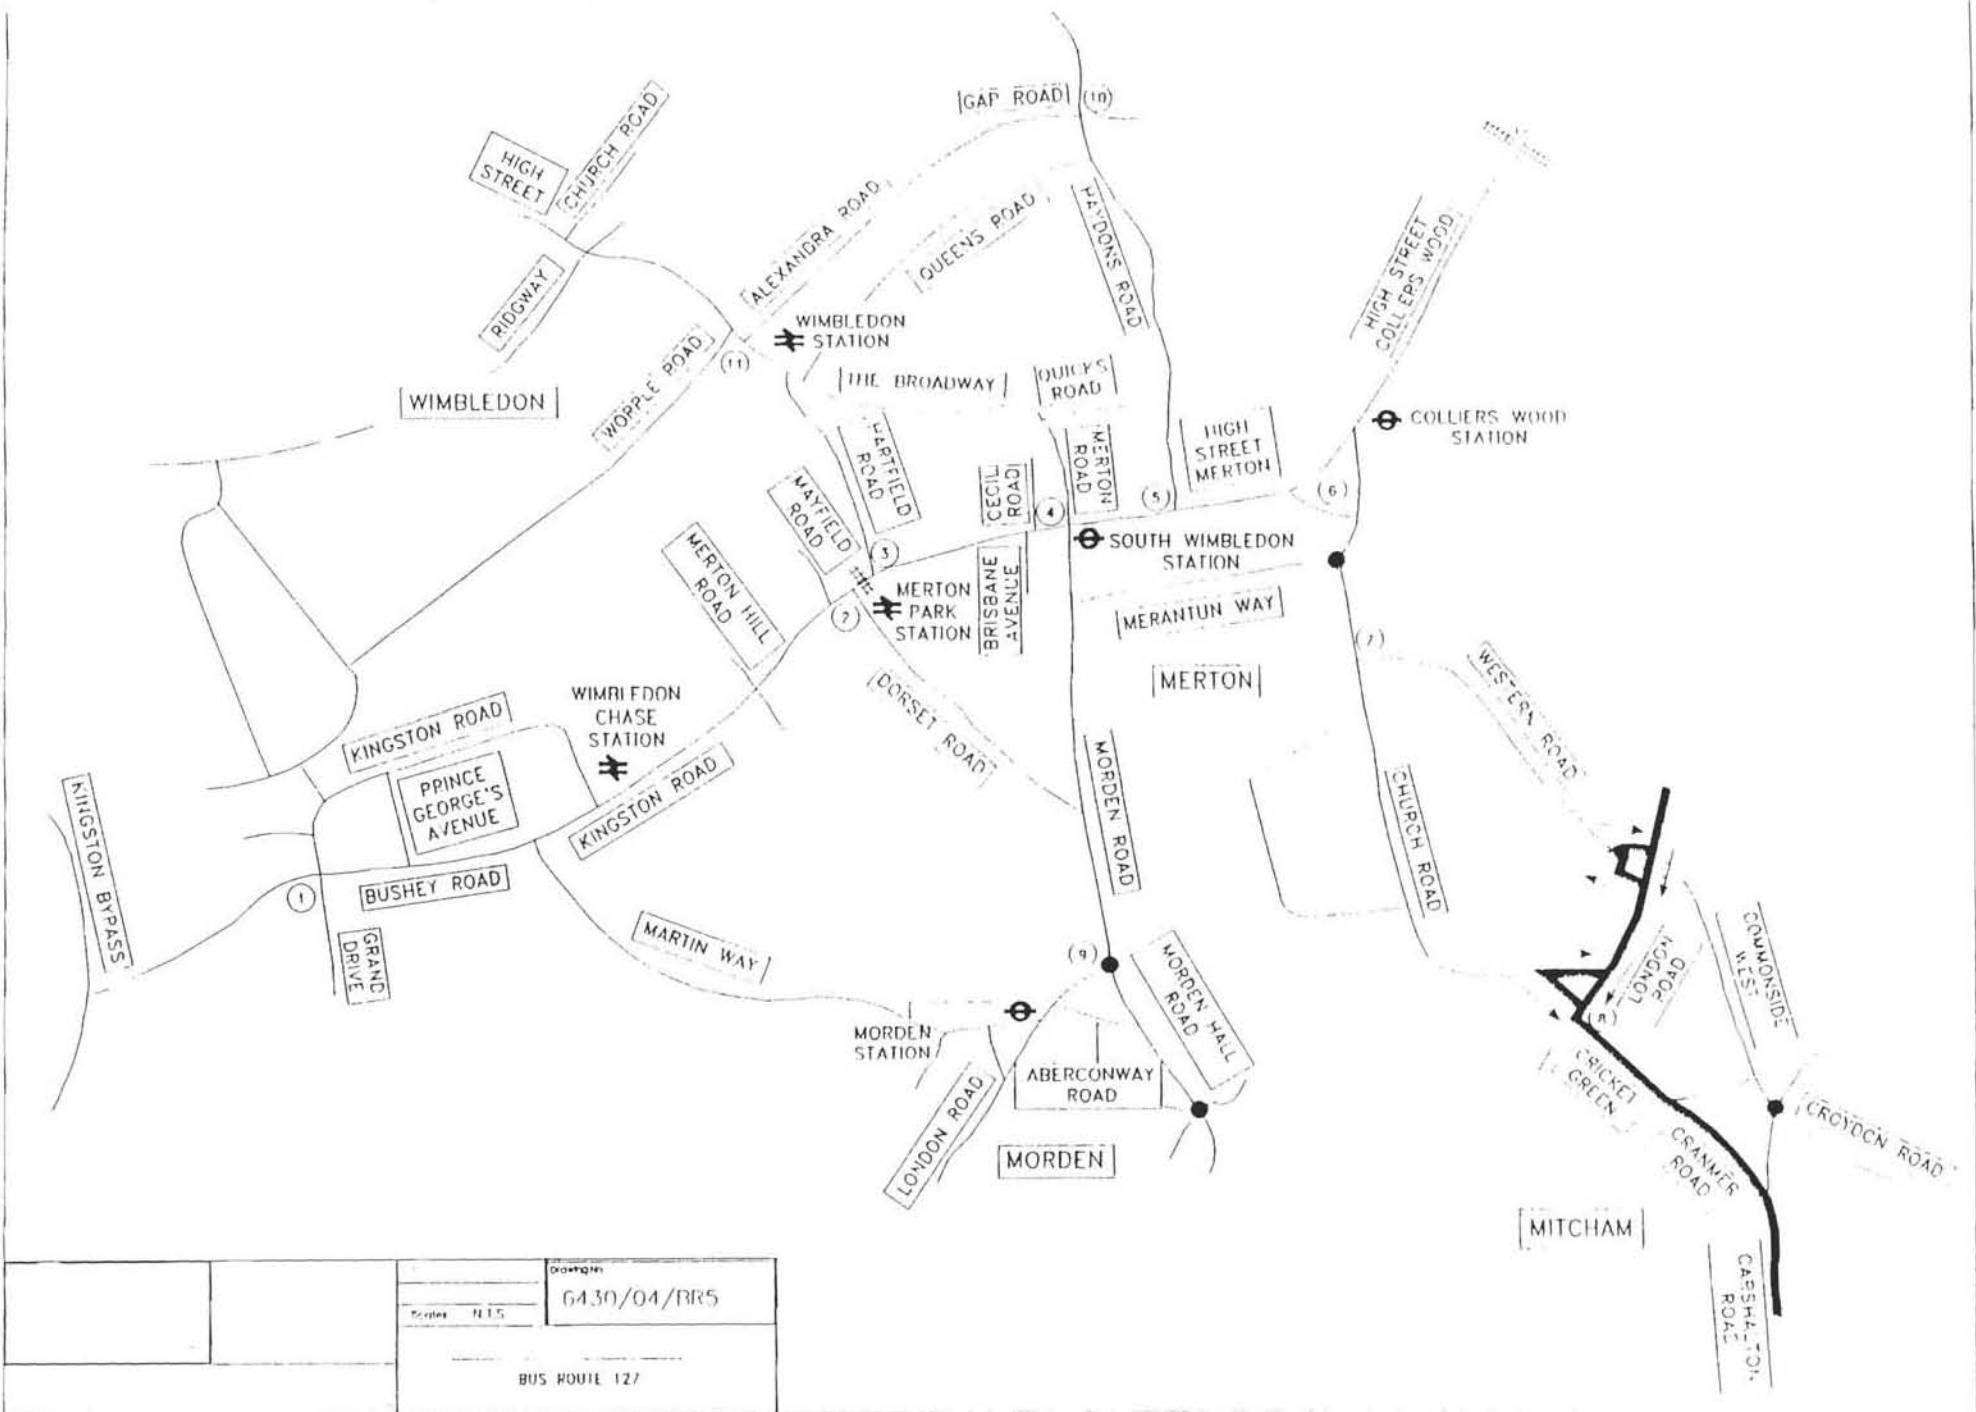 GAP ROAD
(10)
CHURCH ROAD
HIGH
STREET
ALEXANDRA ROAD
QUEENS ROAD
HAYDONS ROAD
HIGH STREET
COLLIERS WOOD
RIDGWAY
WIMBLEDON
STATION
(11)
WORPLE ROAD
THE BROADWAY
QUICKS
ROAD
WIMBLEDON
COLLIERS WOOD
STATION
HARTFIELD
ROAD
MERTON
ROAD
HIGH
STREET
MERTON
CECIL
ROAD
MAYFIELD
ROAD
(4)
(5)
(6)
MERTON HILL
ROAD
(3)
SOUTH WIMBLEDON
STATION
BRISBANE
AVENUE
MERTON
PARK
STATION
(2)
MERANTUN WAY
(7)
WESTERN ROAD
MERTON
DORSET ROAD
WIMBLEDON
CHASE
STATION
KINGSTON ROAD
KINGSTON BYPASS
PRINCE
GEORGE'S
AVENUE
KINGSTON ROAD
MORDEN ROAD
CHURCH ROAD
(1)
BUSHEY ROAD
GRAND
DRIVE
MARTIN WAY
(9)
MORDEN HALL
ROAD
LONDON
ROAD
COMMONSIDE
WEST
(8)
MORDEN
STATION
ABERCONWAY
ROAD
LONDON ROAD
CRICKET
GREEN
CRANMER
ROAD
CROYDON ROAD
MORDEN
MITCHAM
CARSHALTON
ROAD
Drawing No
6430/04/BR5
Scales N.T.S
BUS ROUTE 127